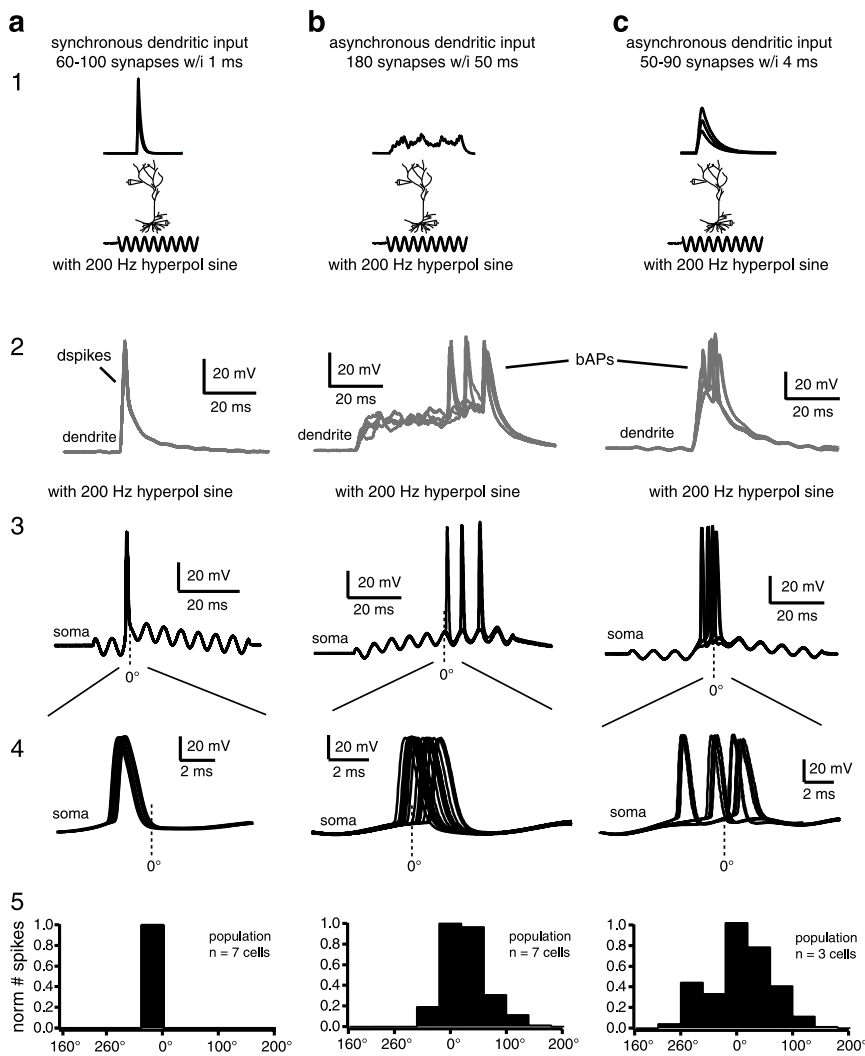 a
synchronous dendritic input
60-100 synapses w/i 1 ms
b
asynchronous dendritic input
180 synapses w/i 50 ms
c
asynchronous dendritic input
50-90 synapses w/i 4 ms
1
with 200 Hz hyperpol sine
with 200 Hz hyperpol sine
with 200 Hz hyperpol sine
2
dspikes
20 mV
20 ms
dendrite
20 mV
20 ms
dendrite
bAPs
20 mV
20 ms
dendrite
with 200 Hz hyperpol sine
with 200 Hz hyperpol sine
with 200 Hz hyperpol sine
3
20 mV
20 ms
soma
0°
20 mV
20 ms
soma
0°
20 mV
20 ms
soma
0°
4
20 mV
2 ms
soma
0°
20 mV
2 ms
soma
0°
20 mV
2 ms
soma
0°
5
norm # spikes
1.0
0.8
0.6
0.4
0.2
0.0
population
n = 7 cells
160° 260° 0° 100° 200°
1.0
0.8
0.6
0.4
0.2
0.0
population
n = 7 cells
160° 260° 0° 100° 200°
1.0
0.8
0.6
0.4
0.2
0.0
population
n = 3 cells
160° 260° 0° 100° 200°